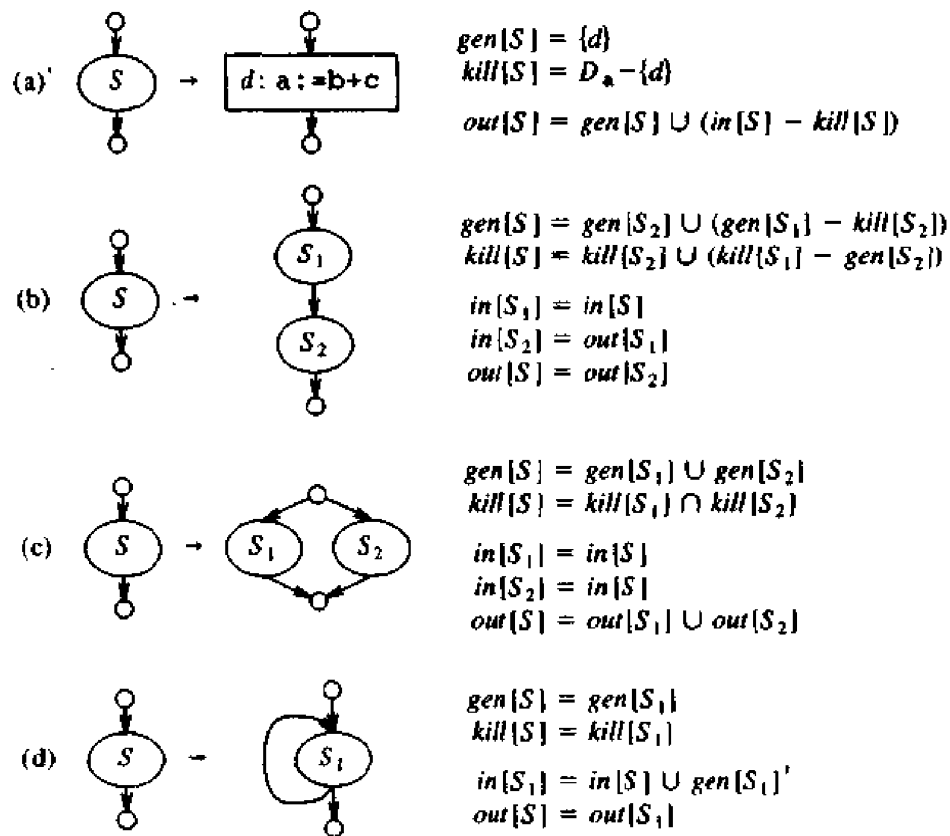 (a)' S → d: a:=b+c
gen[S] = {d}
kill[S] = D_a - {d}
out[S] = gen[S] ∪ (in[S] - kill[S])
(b) S → S₁ S₂
gen[S] = gen[S₂] ∪ (gen[S₁] - kill[S₂])
kill[S] = kill[S₂] ∪ (kill[S₁] - gen[S₂])
in[S₁] = in[S]
in[S₂] = out[S₁]
out[S] = out[S₂]
(c) S → S₁ S₂
gen[S] = gen[S₁] ∪ gen[S₂]
kill[S] = kill[S₁] ∩ kill[S₂]
in[S₁] = in[S]
in[S₂] = in[S]
out[S] = out[S₁] ∪ out[S₂]
(d) S → S₁
gen[S] = gen[S₁]
kill[S] = kill[S₁]
in[S₁] = in[S] ∪ gen[S₁]'
out[S] = out[S₁]